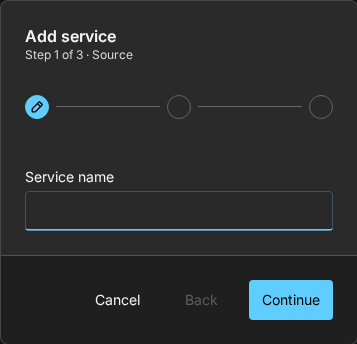 Add service
Step 1 of 3 · Source
Service name
Cancel
Back
Continue